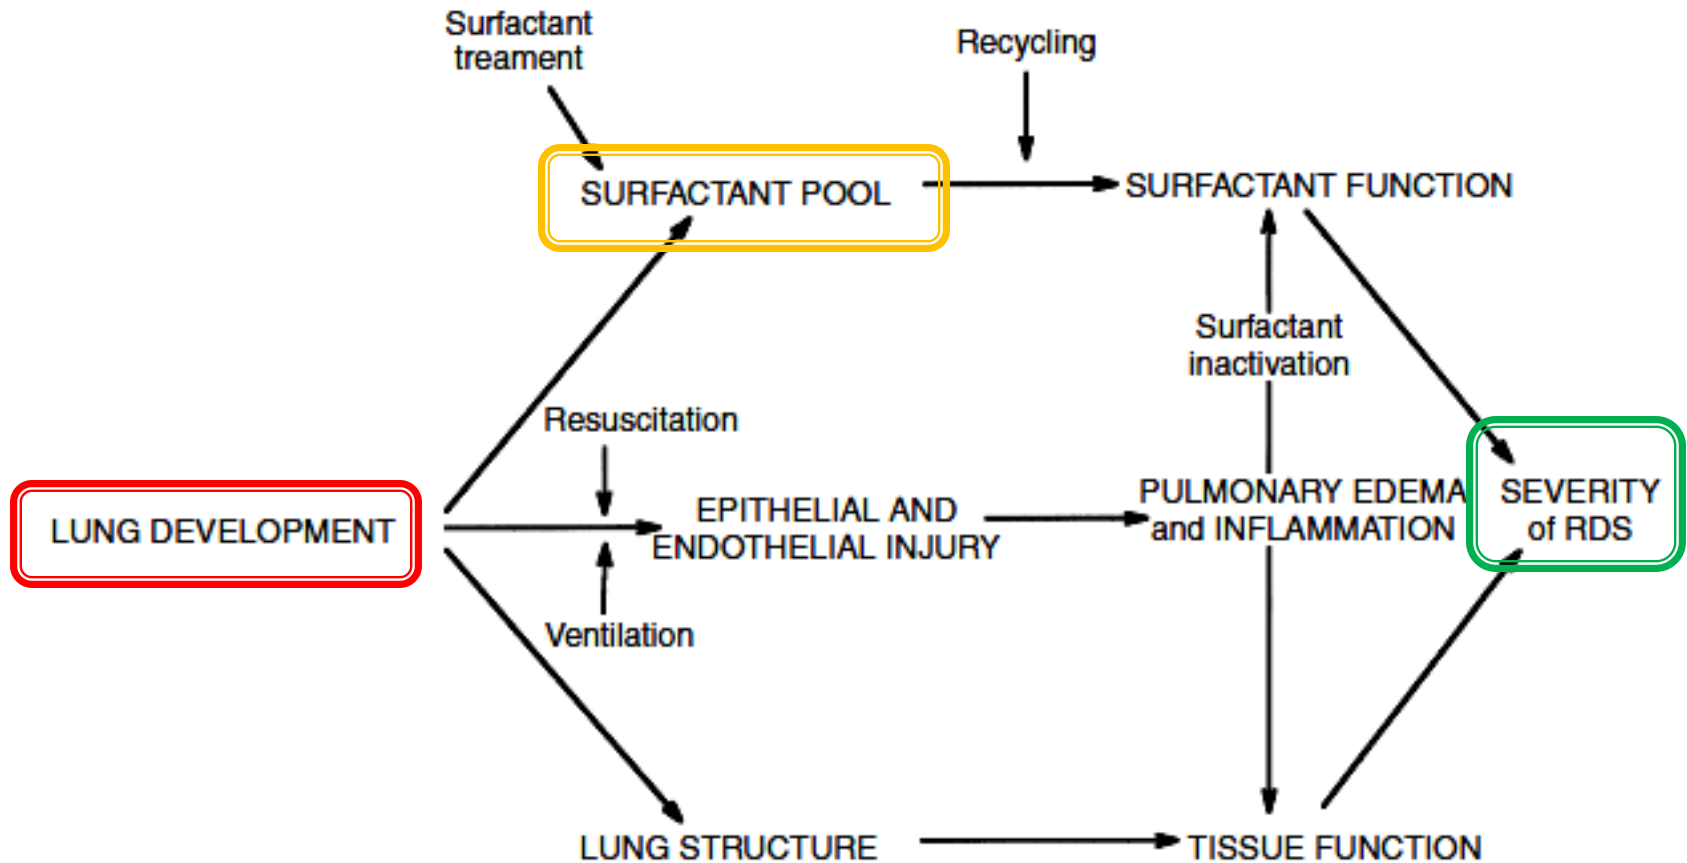 Surfactant
treament
Recycling
SURFACTANT POOL
SURFACTANT FUNCTION
Surfactant
inactivation
Resuscitation
LUNG DEVELOPMENT
EPITHELIAL AND
ENDOTHELIAL INJURY
PULMONARY EDEMA
and INFLAMMATION
SEVERITY
of RDS
Ventilation
LUNG STRUCTURE
TISSUE FUNCTION